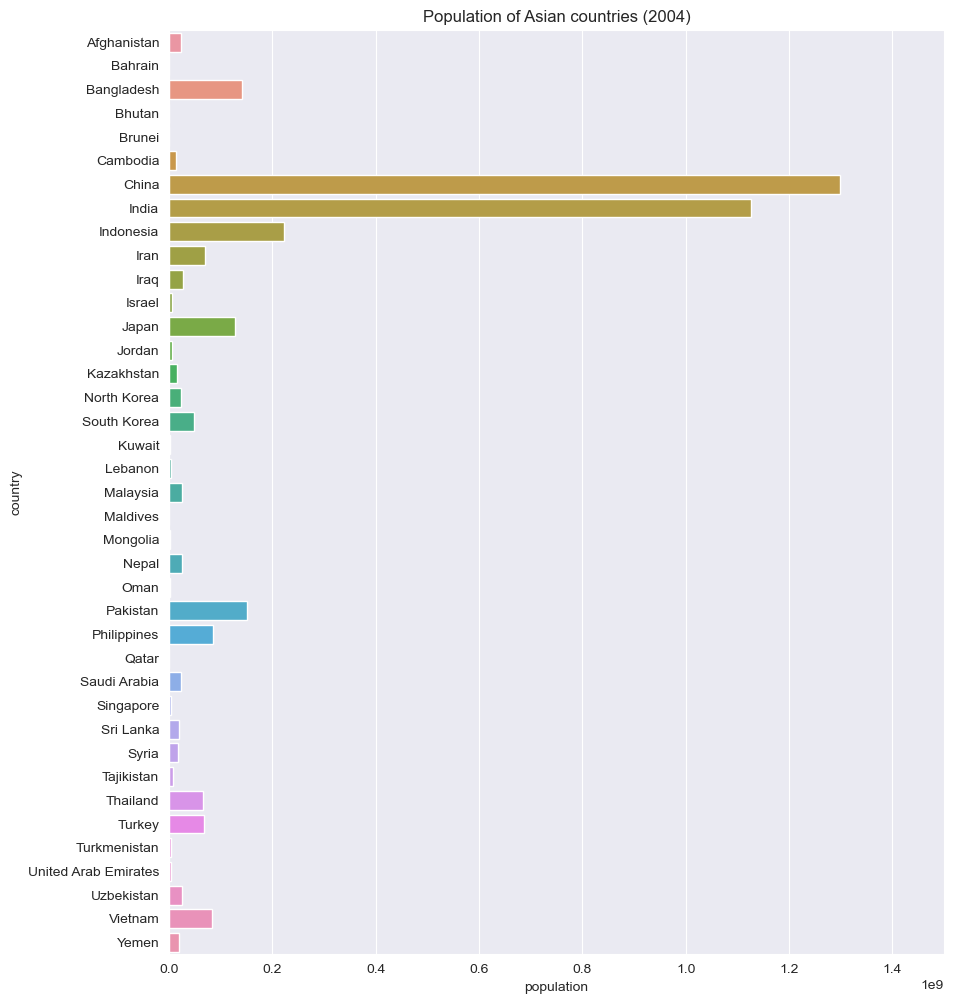 Population of Asian countries (2004)
country
Afghanistan
Bahrain
Bangladesh
Bhutan
Brunei
Cambodia
China
India
Indonesia
Iran
Iraq
Israel
Japan
Jordan
Kazakhstan
North Korea
South Korea
Kuwait
Lebanon
Malaysia
Maldives
Mongolia
Nepal
Oman
Pakistan
Philippines
Qatar
Saudi Arabia
Singapore
Sri Lanka
Syria
Tajikistan
Thailand
Turkey
Turkmenistan
United Arab Emirates
Uzbekistan
Vietnam
Yemen
0.0 0.2 0.4 0.6 0.8 1.0 1.2 1.4
1e9
population